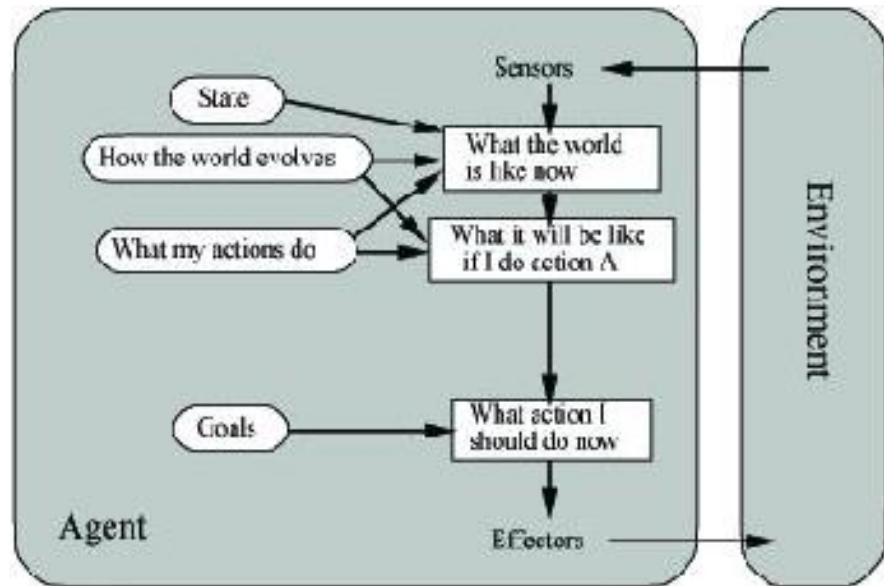 Sensors
State
What the world
is like now
How the world evolves
What my actions do
What it will be like
if I do action A
Goals
What action I
should do now
Agent
Effectors
Environment